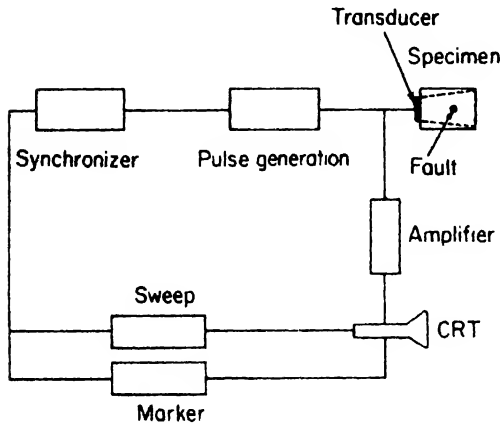 Transducer
Specimen
Synchronizer
Pulse generation
Fault
Amplifier
Sweep
CRT
Marker